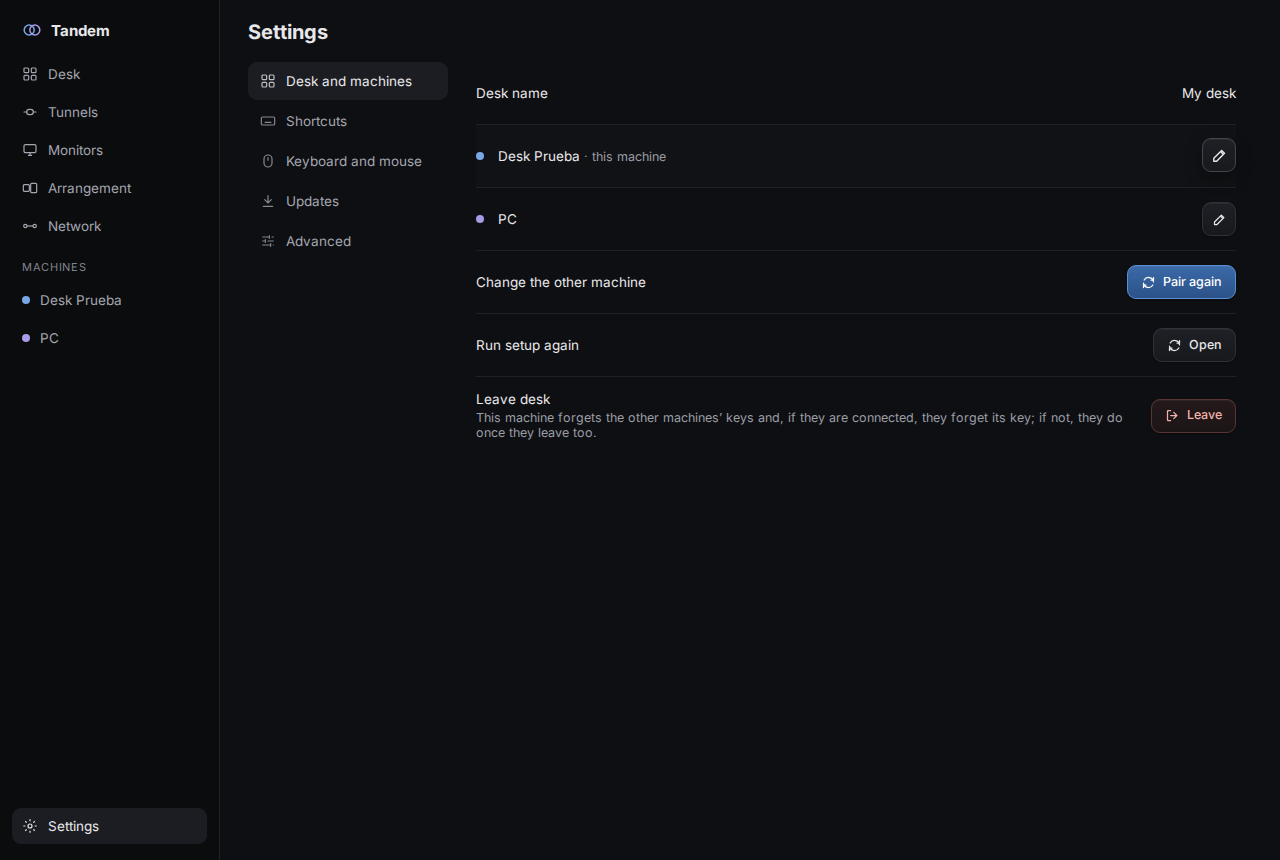 Tandem
Desk
Tunnels
Monitors
Arrangement
Network
MACHINES
Desk Prueba
PC
Settings
Settings
Desk and machines
Shortcuts
Keyboard and mouse
Updates
Advanced
Desk name
My desk
Desk Prueba · this machine
PC
Change the other machine
Pair again
Run setup again
Open
Leave desk
This machine forgets the other machines’ keys and, if they are connected, they forget its key; if not, they do
once they leave too.
Leave